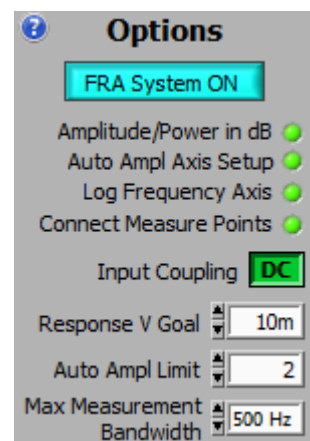 ? Options
FRA System ON
Amplitude/Power in dB
Auto Ampl Axis Setup
Log Frequency Axis
Connect Measure Points
Input Coupling DC
Response V Goal 10m
Auto Ampl Limit 2
Max Measurement
Bandwidth 500 Hz